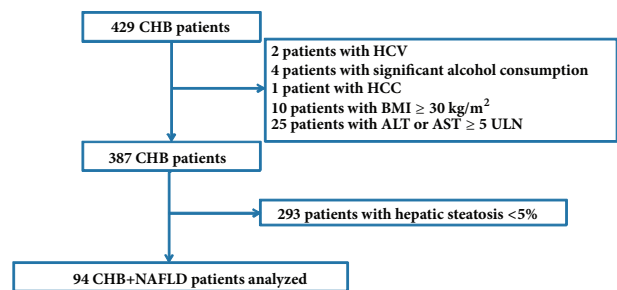 429 CHB patients
2 patients with HCV
4 patients with significant alcohol consumption
1 patient with HCC
10 patients with BMI ≥ 30 kg/m²
25 patients with ALT or AST ≥ 5 ULN
387 CHB patients
293 patients with hepatic steatosis <5%
94 CHB+NAFLD patients analyzed